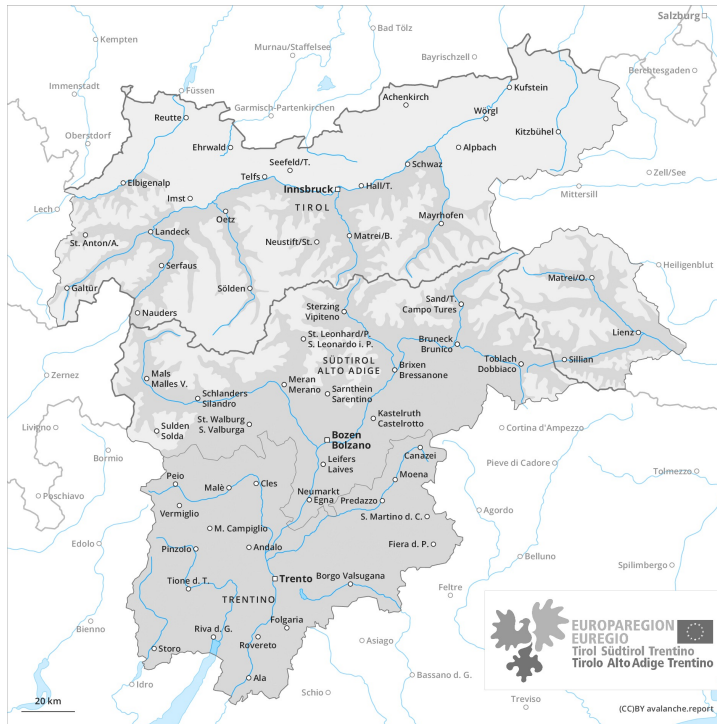 Salzburg
Kempten
Bad Tölz
Murnau/Staffelsee
Bayrischzell
Berchtesgaden
Immenstadt
Füssen
Garmisch-Partenkirchen
Achenkirch
Kufstein
Reutte
Wörgl
Oberstdorf
Ehrwald
Kitzbühel
Alpbach
Seefeld/T.
Schwaz
Telfs
Zell/See
Elbigenalp
Innsbruck
Hall/T.
Mittersill
Imst
Lech
TIROL
Oetz
Mayrhofen
Landeck
St. Anton/A.
Neustift/St.
Matrei/B.
Serfaus
Heiligenblut
Matrei/O.
Galtür
Sölden
Sand/T.
Campo Tures
Nauders
Sterzing
Vipiteno
Lienz
St. Leonhard/P.
S. Leonardo i. P.
Bruneck
Brunico
Toblach
Dobbiaco
Sillian
SÜDTIROL
ALTO ADIGE
Brixen
Bressanone
Zernez
Mals
Malles V.
Meran
Merano
Sarnthein
Sarentino
Schlanders
Silandro
Kastelruth
Castelrotto
St. Walburg
S. Valburga
Livigno
Sulden
Solda
Cortina d'Ampezzo
Bozen
Bolzano
Bormio
Canazei
Pieve di Cadore
Leifers
Laives
Tolmezzo
Moena
Peio
Malè
Cles
Neumarkt
Egna
Predazzo
Poschiavo
Vermiglio
Agordo
S. Martino d. C.
M. Campiglio
Edolo
Pinzolo
Andalo
Fiera d. P.
Belluno
Spilimbergo
Trento
Tione d. T.
Borgo Valsugana
Feltre
TRENTINO
Folgaria
Bienno
Riva d. G.
Rovereto
Asiago
Storo
EUROPAREGION
EUREGIO
Tirol Südtirol Trentino
Tirolo Alto Adige Trentino
Ala
Bassano d. G.
Idro
Schio
Treviso
20 km
(CC)BY avalanche.report